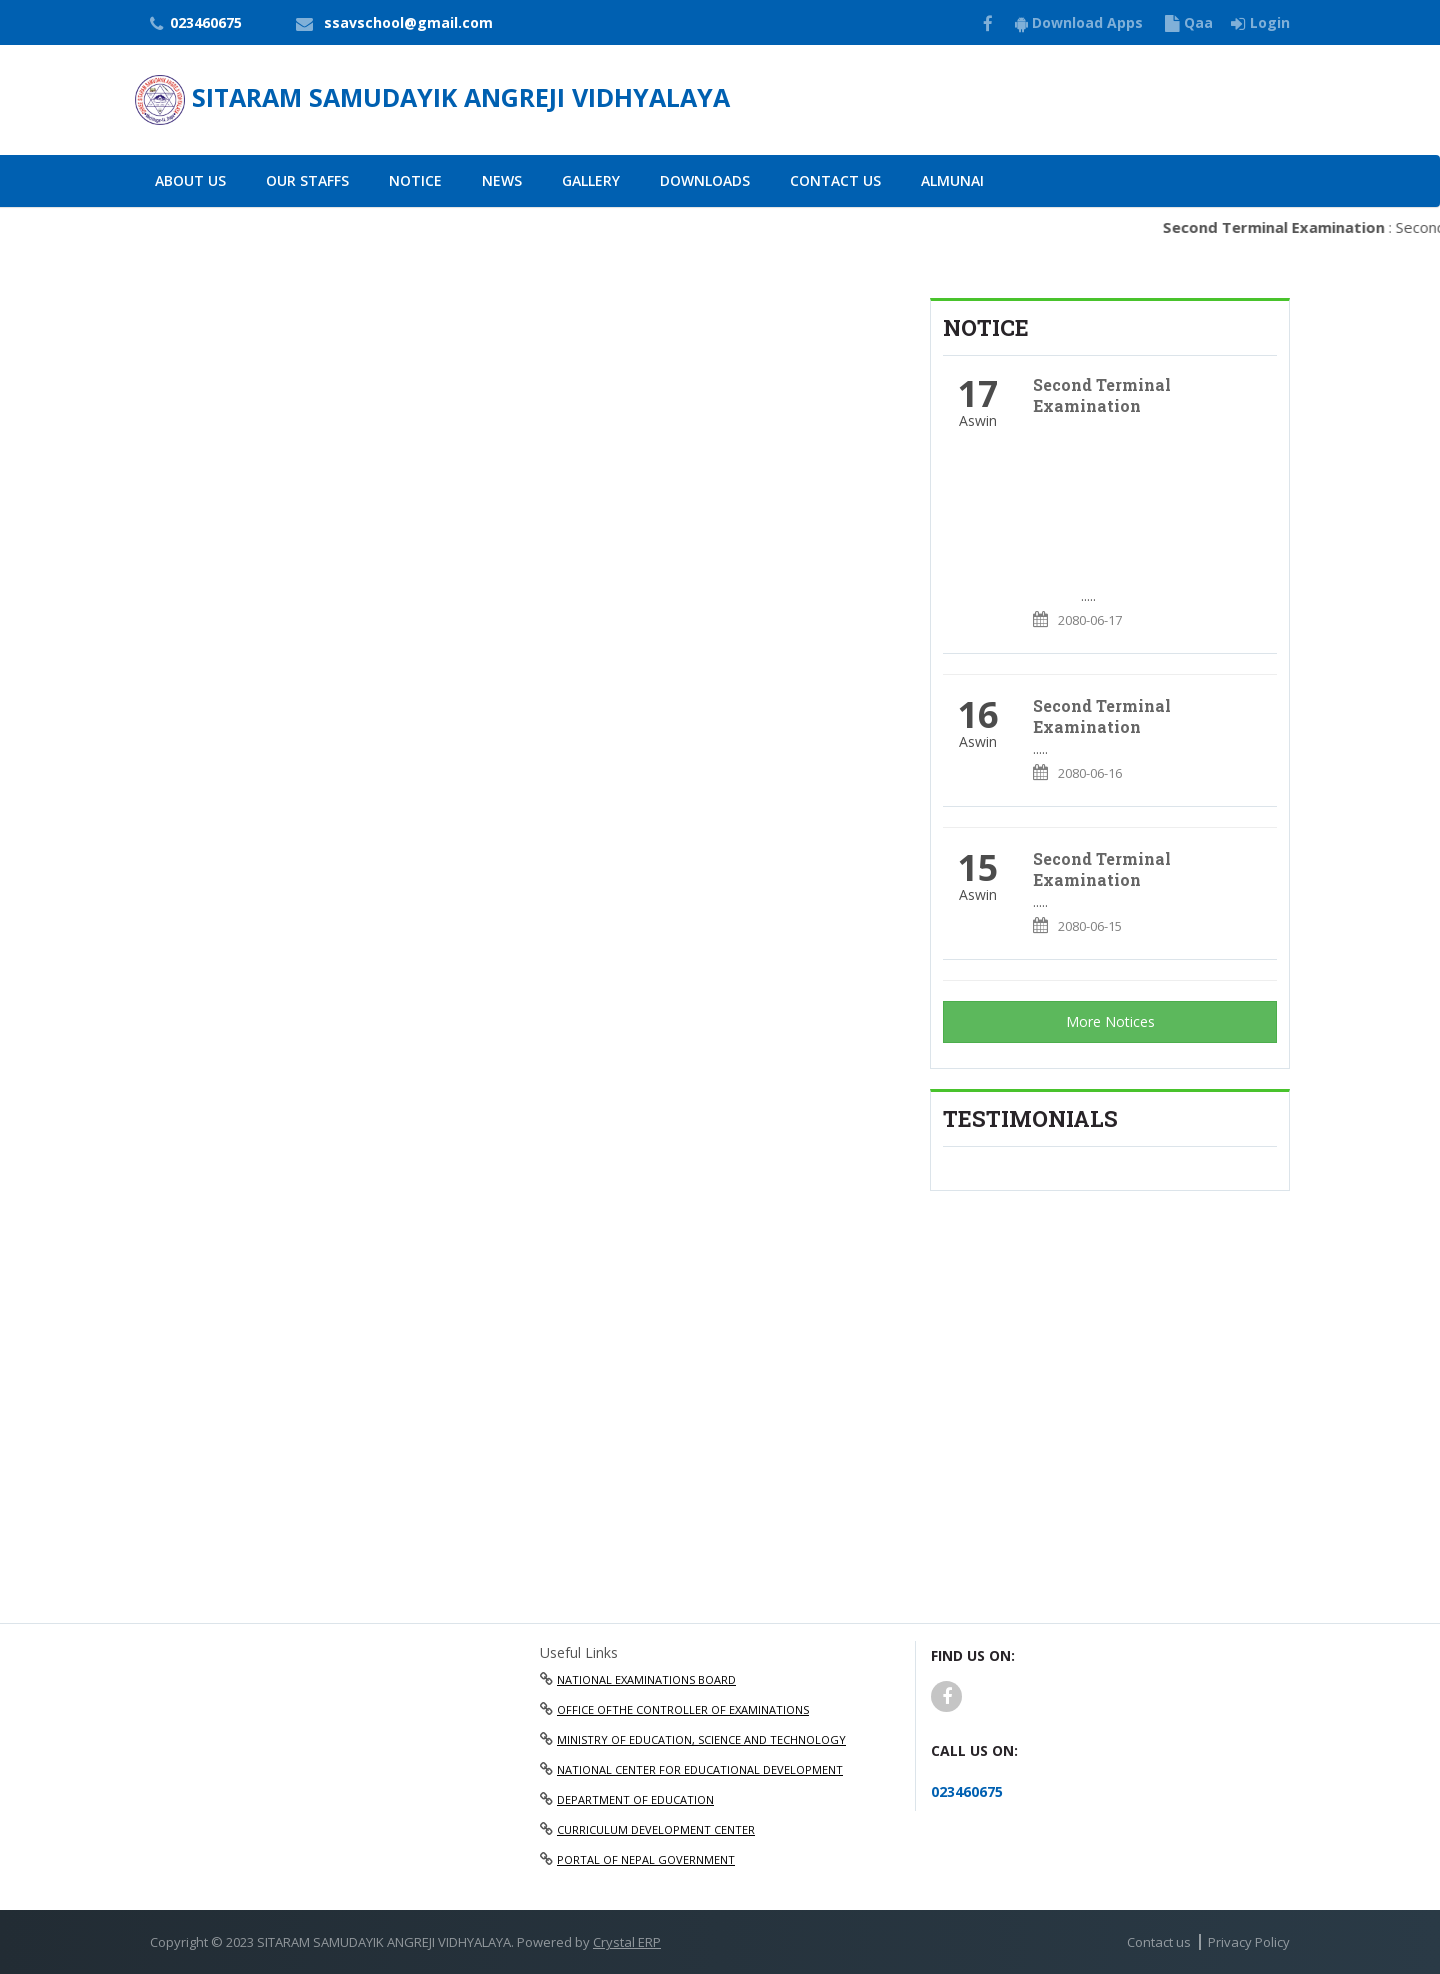 023460675 ssavschool@gmail.com Download Apps Qaa Login
SITARAM SAMUDAYIK ANGREJI VIDHYALAYA
ABOUT US OUR STAFFS NOTICE NEWS GALLERY DOWNLOADS CONTACT US ALMUNAI
Second Terminal Examination : Secon
NOTICE
17
Aswin
Second Terminal
Examination
.....
2080-06-17
16
Aswin
Second Terminal
Examination
.....
2080-06-16
15
Aswin
Second Terminal
Examination
.....
2080-06-15
More Notices
TESTIMONIALS
Useful Links
NATIONAL EXAMINATIONS BOARD
OFFICE OFTHE CONTROLLER OF EXAMINATIONS
MINISTRY OF EDUCATION, SCIENCE AND TECHNOLOGY
NATIONAL CENTER FOR EDUCATIONAL DEVELOPMENT
DEPARTMENT OF EDUCATION
CURRICULUM DEVELOPMENT CENTER
PORTAL OF NEPAL GOVERNMENT
FIND US ON:
CALL US ON:
023460675
Copyright © 2023 SITARAM SAMUDAYIK ANGREJI VIDHYALAYA. Powered by Crystal ERP
Contact us | Privacy Policy